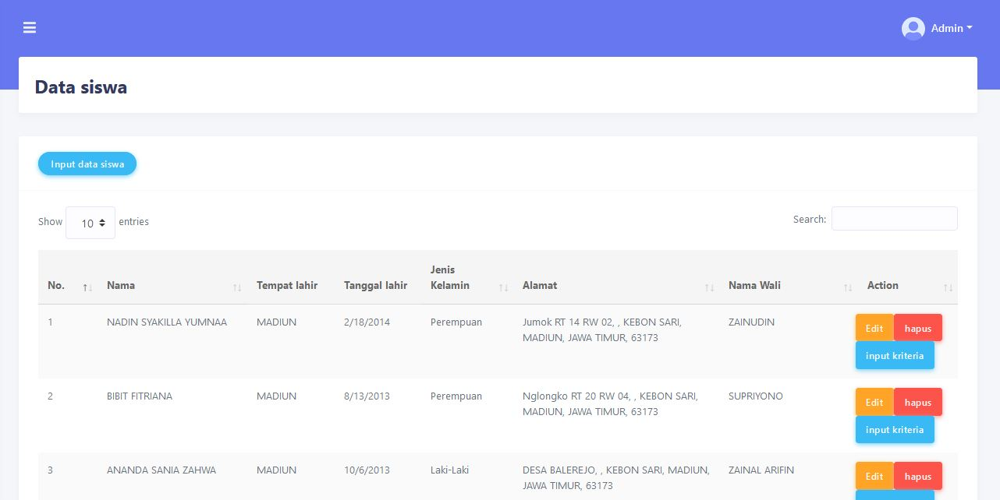 Admin
Data siswa
Input data siswa
Show 10 entries
Search:
No. Nama Tempat lahir Tanggal lahir Jenis Kelamin Alamat Nama Wali Action
1 NADIN SYAKILLA YUMNAA MADIUN 2/18/2014 Perempuan Jumok RT 14 RW 02, , KEBON SARI, ZAINUDIN Edit hapus
MADIUN, JAWA TIMUR, 63173
input kriteria
2 BIBIT FITRIANA MADIUN 8/13/2013 Perempuan Nglongko RT 20 RW 04, , KEBON SARI, SUPRIYONO Edit hapus
MADIUN, JAWA TIMUR, 63173
input kriteria
3 ANANDA SANIA ZAHWA MADIUN 10/6/2013 Laki-Laki DESA BALEREJO, , KEBON SARI, MADIUN, ZAINAL ARIFIN Edit hapus
JAWA TIMUR, 63173